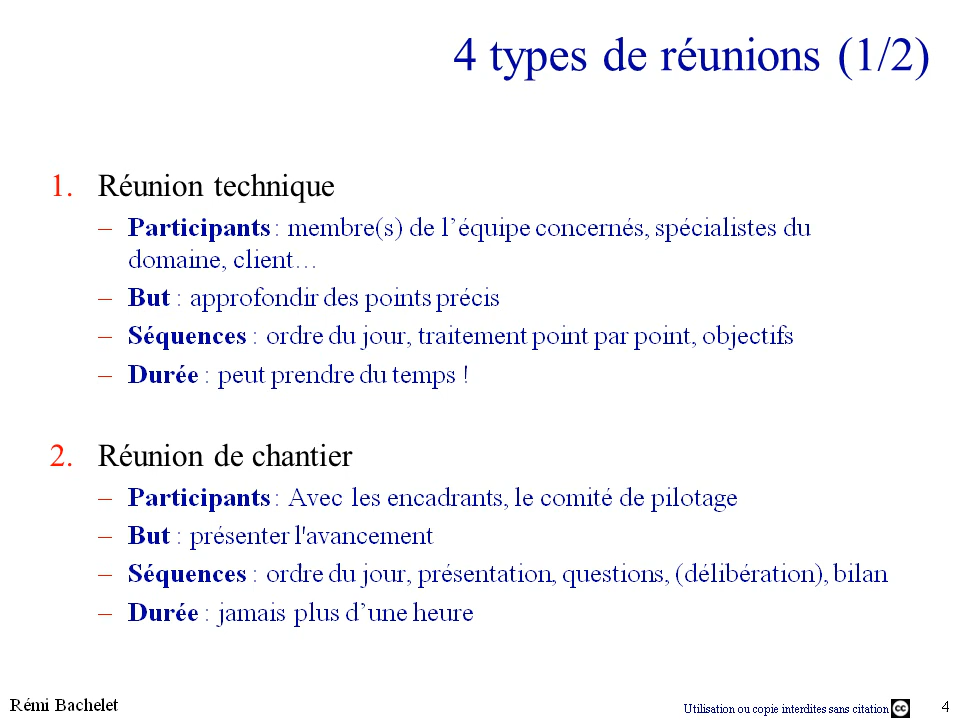 4 types de réunions (1/2)
1. Réunion technique
– Participants : membre(s) de l’équipe concernés, spécialistes du
domaine, client…
– But : approfondir des points précis
– Séquences : ordre du jour, traitement point par point, objectifs
– Durée : peut prendre du temps !
2. Réunion de chantier
– Participants : Avec les encadrants, le comité de pilotage
– But : présenter l'avancement
– Séquences : ordre du jour, présentation, questions, (délibération), bilan
– Durée : jamais plus d’une heure
Rémi Bachelet Utilisation ou copie interdites sans citation cc 4